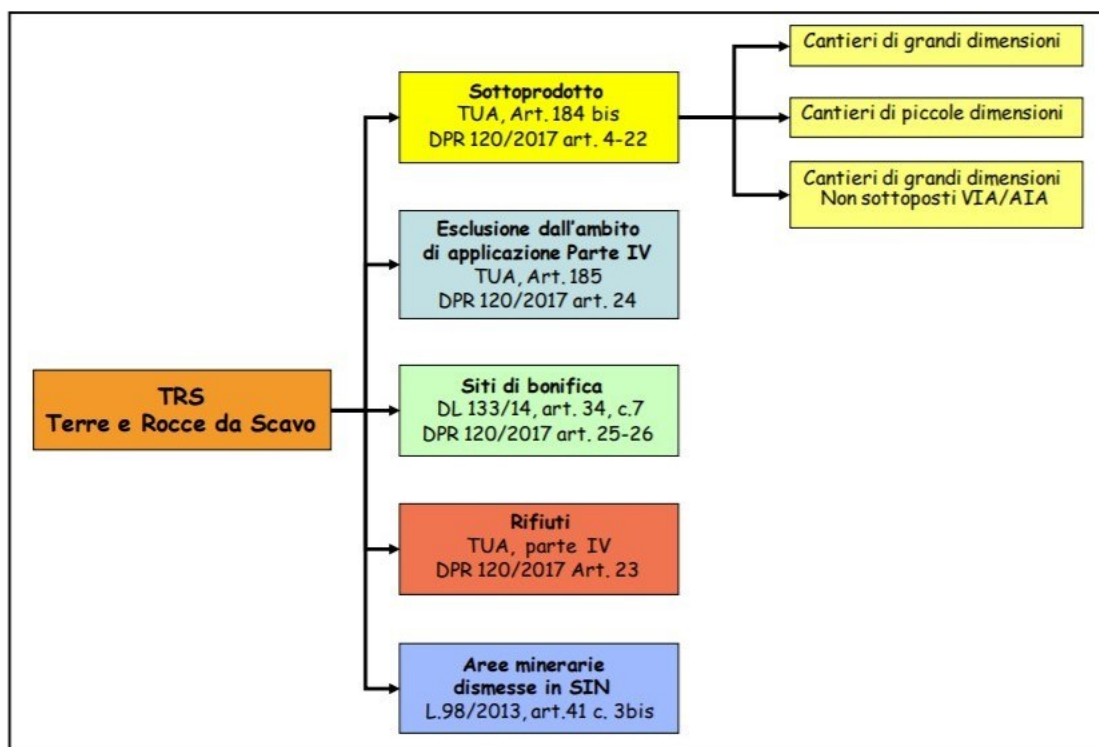 Sottoprodotto
TUA, Art. 184 bis
DPR 120/2017 art. 4-22
Cantieri di grandi dimensioni
Cantieri di piccole dimensioni
Cantieri di grandi dimensioni
Non sottoposti VIA/AIA
Esclusione dall'ambito
di applicazione Parte IV
TUA, Art. 185
DPR 120/2017 art. 24
TRS
Terre e Rocce da Scavo
Siti di bonifica
DL 133/14, art. 34, c.7
DPR 120/2017 art. 25-26
Rifiuti
TUA, parte IV
DPR 120/2017 Art. 23
Aree minerarie
dismesse in SIN
L.98/2013, art.41 c. 3bis